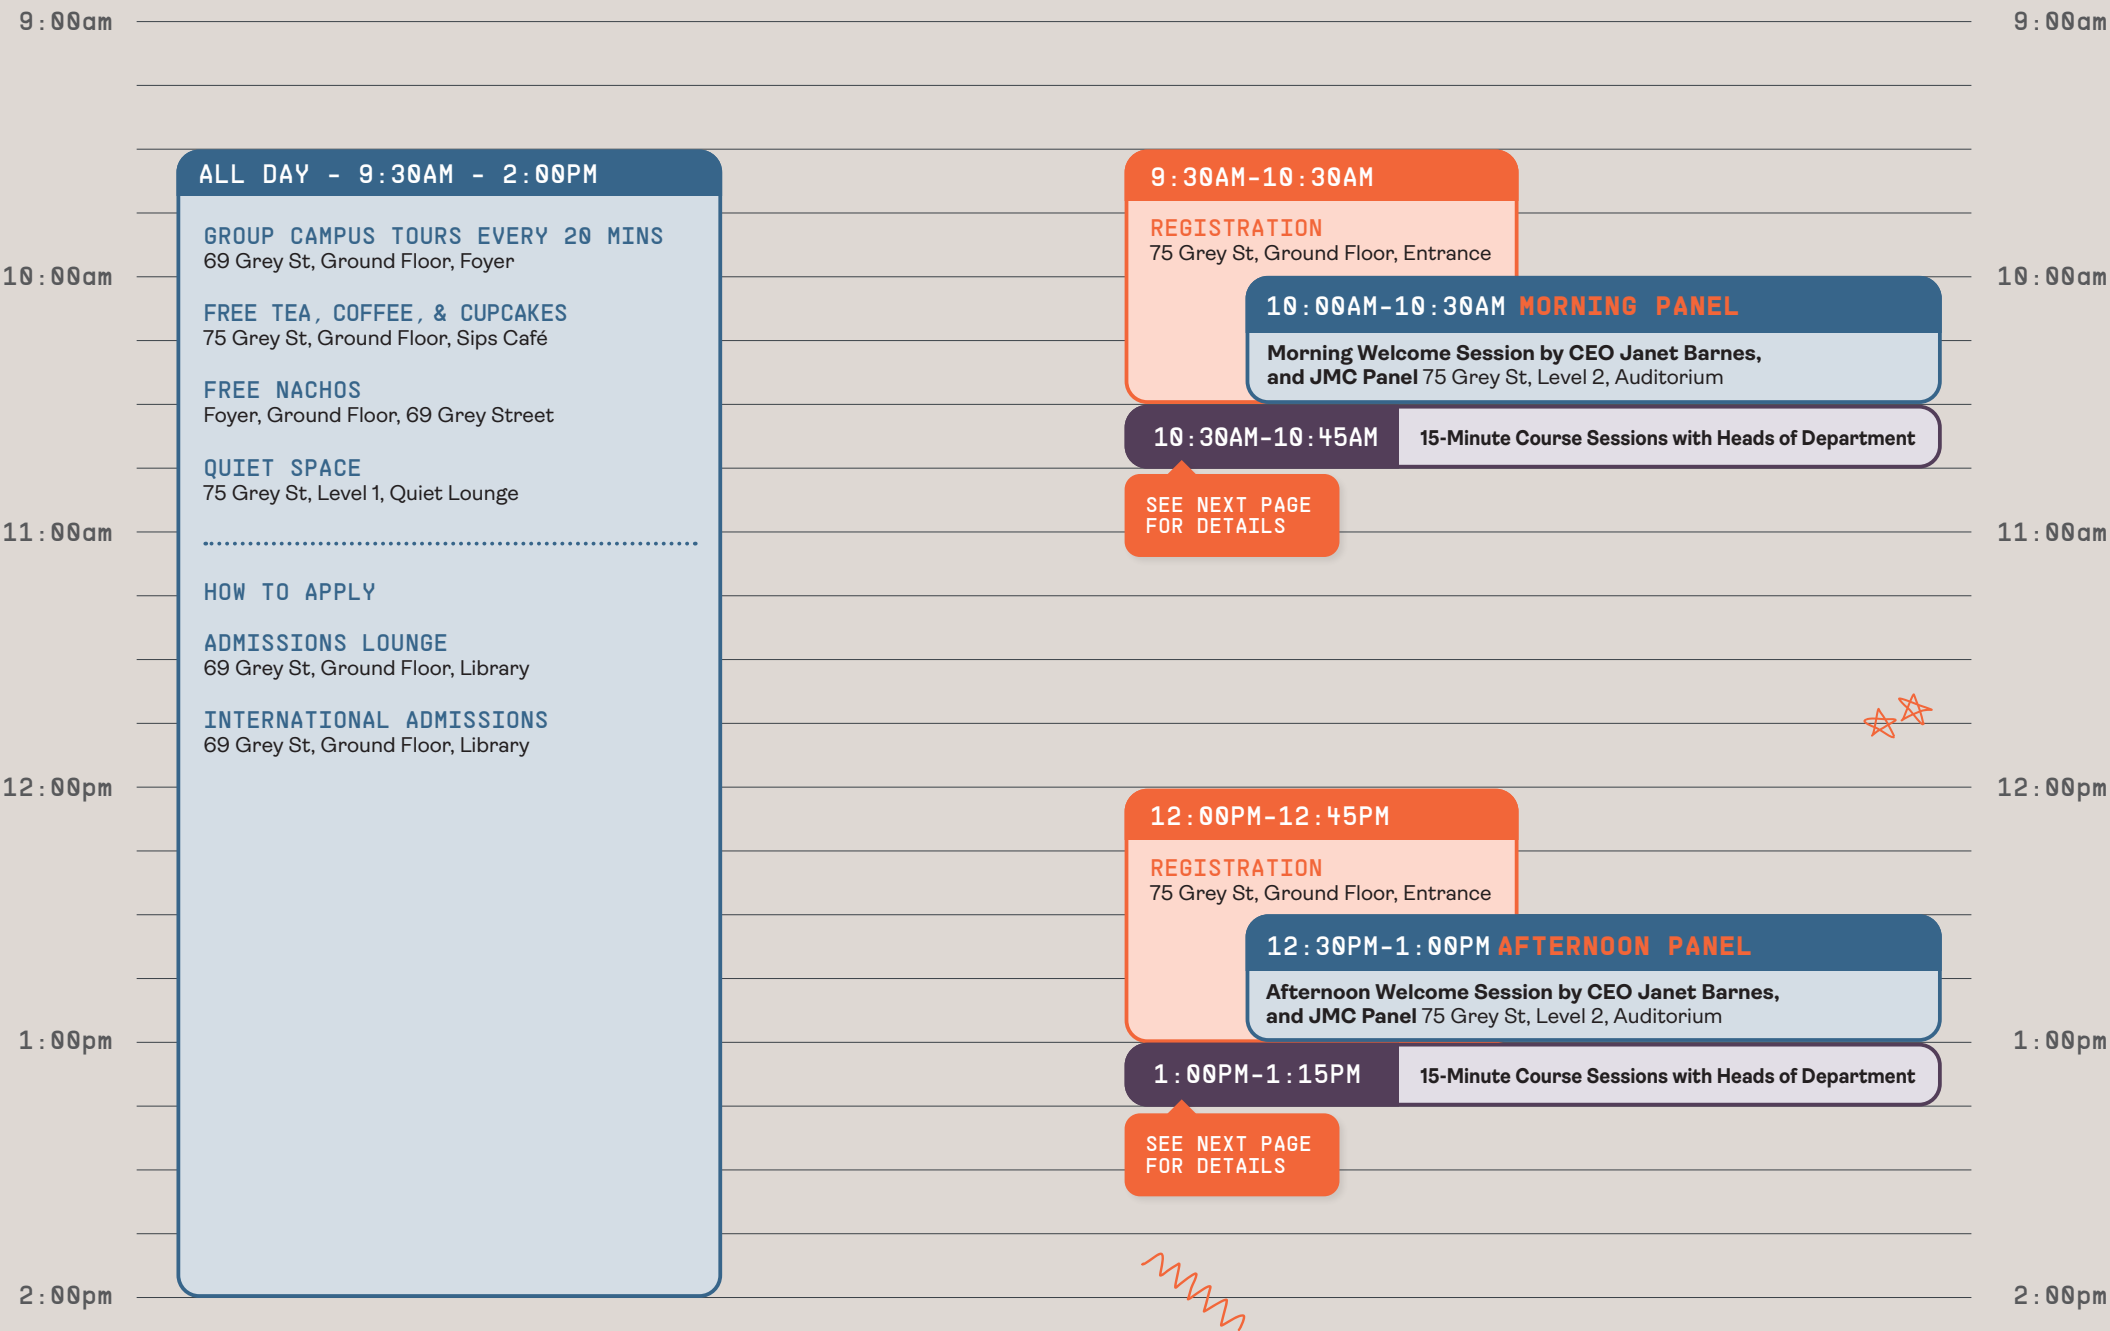 9:00am
9:00am
ALL DAY - 9:30AM - 2:00PM
GROUP CAMPUS TOURS EVERY 20 MINS
69 Grey St, Ground Floor, Foyer
FREE TEA, COFFEE, & CUPCAKES
75 Grey St, Ground Floor, Sips Café
FREE NACHOS
Foyer, Ground Floor, 69 Grey Street
QUIET SPACE
75 Grey St, Level 1, Quiet Lounge
HOW TO APPLY
ADMISSIONS LOUNGE
69 Grey St, Ground Floor, Library
INTERNATIONAL ADMISSIONS
69 Grey St, Ground Floor, Library
9:30AM-10:30AM
REGISTRATION
75 Grey St, Ground Floor, Entrance
10:00am
10:00am
10:00AM-10:30AM MORNING PANEL
Morning Welcome Session by CEO Janet Barnes,
and JMC Panel 75 Grey St, Level 2, Auditorium
10:30AM-10:45AM 15-Minute Course Sessions with Heads of Department
SEE NEXT PAGE
FOR DETAILS
11:00am
11:00am
12:00pm
12:00pm
12:00PM-12:45PM
REGISTRATION
75 Grey St, Ground Floor, Entrance
12:30PM-1:00PM AFTERNOON PANEL
Afternoon Welcome Session by CEO Janet Barnes,
and JMC Panel 75 Grey St, Level 2, Auditorium
1:00pm
1:00pm
1:00PM-1:15PM 15-Minute Course Sessions with Heads of Department
SEE NEXT PAGE
FOR DETAILS
2:00pm
2:00pm